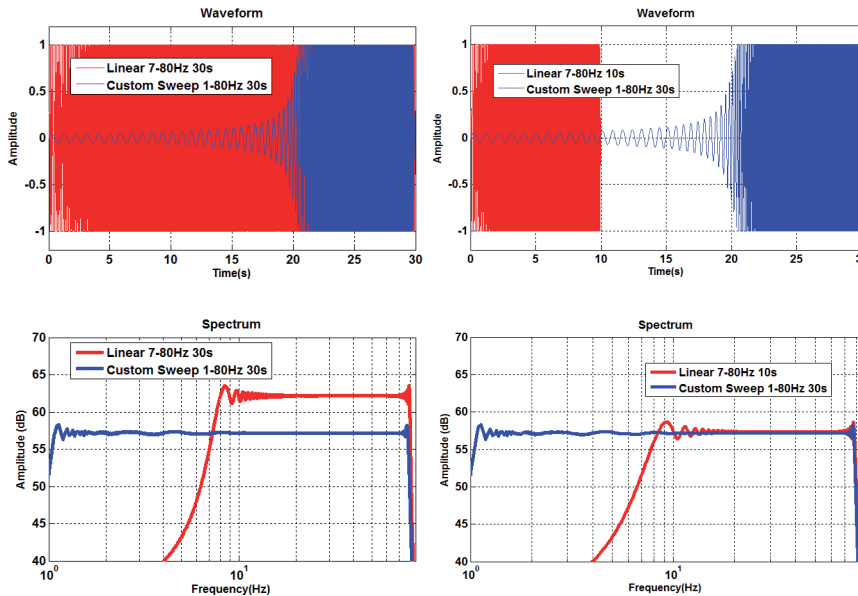 Waveform
Amplitude
1
0.5
0
-0.5
-1
Linear 7-80Hz 30s
Custom Sweep 1-80Hz 30s
0 5 10 15 20 25 30
Time(s)
Waveform
Amplitude
1
0.5
0
-0.5
-1
Linear 7-80Hz 10s
Custom Sweep 1-80Hz 30s
0 5 10 15 20 25 30
Time(s)
Spectrum
Amplitude (dB)
70
65
60
55
50
45
40
Linear 7-80Hz 30s
Custom Sweep 1-80Hz 30s
10^0 10^1
Frequency(Hz)
Spectrum
Amplitude (dB)
70
65
60
55
50
45
40
Linear 7-80Hz 10s
Custom Sweep 1-80Hz 30s
10^0 10^1
Frequency(Hz)